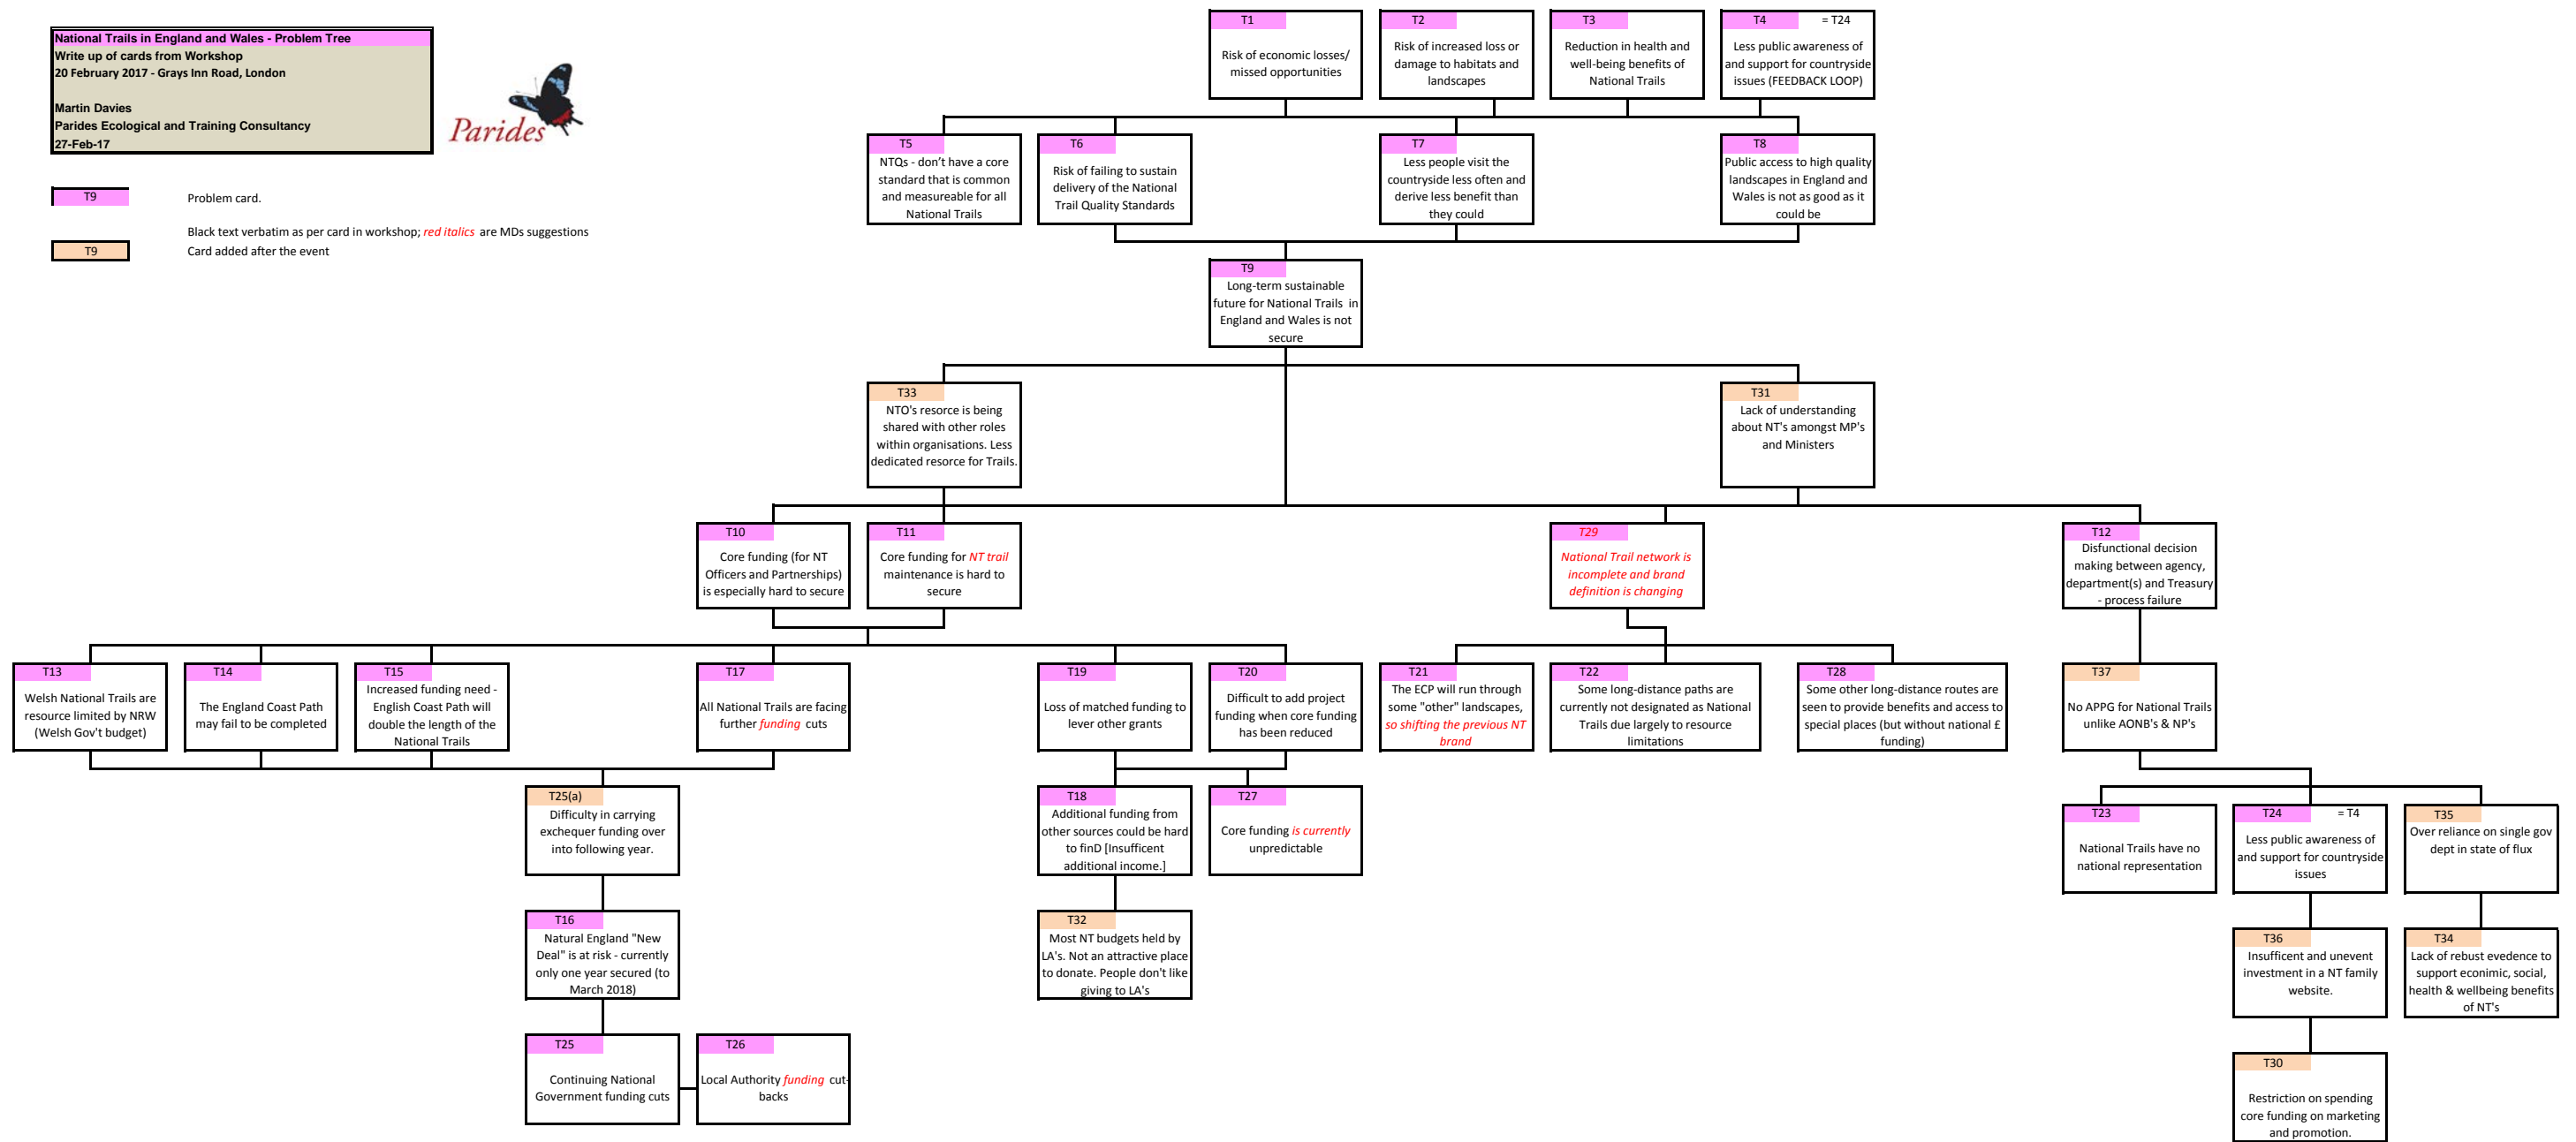 National Trails in England and Wales - Problem Tree
Write up of cards from Workshop
20 February 2017 - Grays Inn Road, London
Martin Davies
Parides Ecological and Training Consultancy
27-Feb-17
Parides
T9
Problem card.
Black text verbatim as per card in workshop; red italics are MDs suggestions
T9
Card added after the event
T1
Risk of economic losses/
missed opportunities
T2
Risk of increased loss or
damage to habitats and
landscapes
T3
Reduction in health and
well-being benefits of
National Trails
T4 = T24
Less public awareness of
and support for countryside
issues (FEEDBACK LOOP)
T5
NTQs - don't have a core
standard that is common
and measureable for all
National Trails
T6
Risk of failing to sustain
delivery of the National
Trail Quality Standards
T7
Less people visit the
countryside less often and
derive less benefit than
they could
T8
Public access to high quality
landscapes in England and
Wales is not as good as it
could be
T9
Long-term sustainable
future for National Trails in
England and Wales is not
secure
T33
NTO's resorce is being
shared with other roles
within organisations. Less
dedicated resorce for Trails.
T31
Lack of understanding
about NT's amongst MP's
and Ministers
T10
Core funding (for NT
Officers and Partnerships)
is especially hard to secure
T11
Core funding for NT trail
maintenance is hard to
secure
T29
National Trail network is
incomplete and brand
definition is changing
T12
Disfunctional decision
making between agency,
department(s) and Treasury
- process failure
T13
Welsh National Trails are
resource limited by NRW
(Welsh Gov't budget)
T14
The England Coast Path
may fail to be completed
T15
Increased funding need -
English Coast Path will
double the length of the
National Trails
T17
All National Trails are facing
further funding cuts
T19
Loss of matched funding to
lever other grants
T20
Difficult to add project
funding when core funding
has been reduced
T21
The ECP will run through
some "other" landscapes,
so shifting the previous NT
brand
T22
Some long-distance paths are
currently not designated as National
Trails due largely to resource
limitations
T28
Some other long-distance routes are
seen to provide benefits and access to
special places (but without national £
funding)
T37
No APPG for National Trails
unlike AONB's & NP's
T25(a)
Difficulty in carrying
exchequer funding over
into following year.
T18
Additional funding from
other sources could be hard
to finD [Insufficent
additional income.]
T27
Core funding is currently
unpredictable
T23
National Trails have no
national representation
T24 = T4
Less public awareness of
and support for countryside
issues
T35
Over reliance on single gov
dept in state of flux
T16
Natural England "New
Deal" is at risk - currently
only one year secured (to
March 2018)
T32
Most NT budgets held by
LA's. Not an attractive place
to donate. People don't like
giving to LA's
T36
Insufficent and unevent
investment in a NT family
website.
T34
Lack of rebust evedence to
support econimic, social,
health & wellbeing benefits
of NT's
T25
Continuing National
Government funding cuts
T26
Local Authority funding cut-
backs
T30
Restriction on spending
core funding on marketing
and promotion.